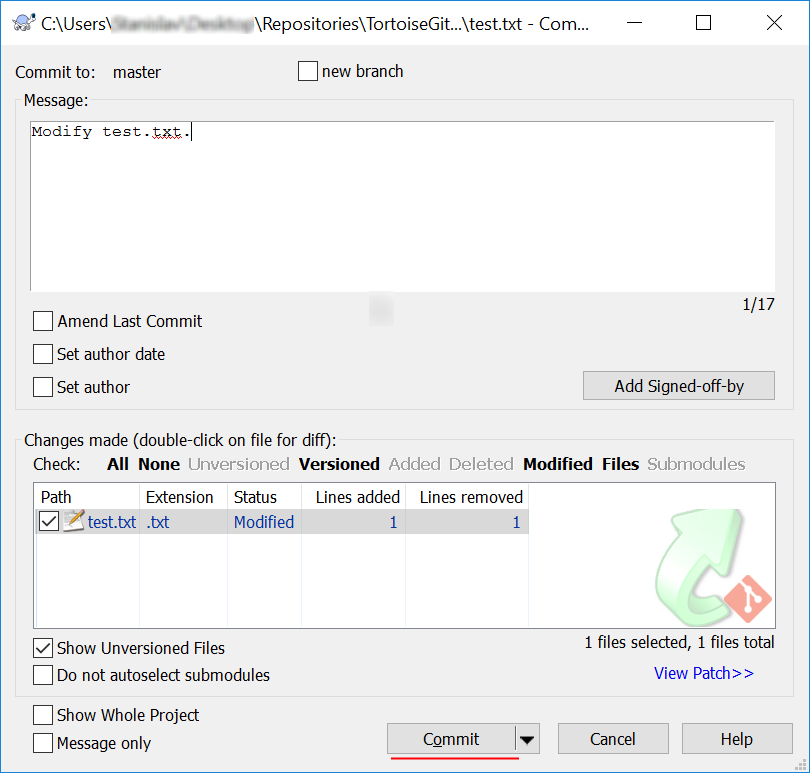 C:\Users\ \Repositories\TortoiseGit...\test.txt - Com...
Commit to: master new branch
Message:
Modify test.txt.
1/17
Amend Last Commit
Set author date
Set author Add Signed-off-by
Changes made (double-click on file for diff):
Check: All None Unversioned Versioned Added Deleted Modified Files Submodules
Path Extension Status Lines added Lines removed
test.txt .txt Modified 1 1
Show Unversioned Files 1 files selected, 1 files total
Do not autoselect submodules View Patch>>
Show Whole Project
Message only Commit Cancel Help